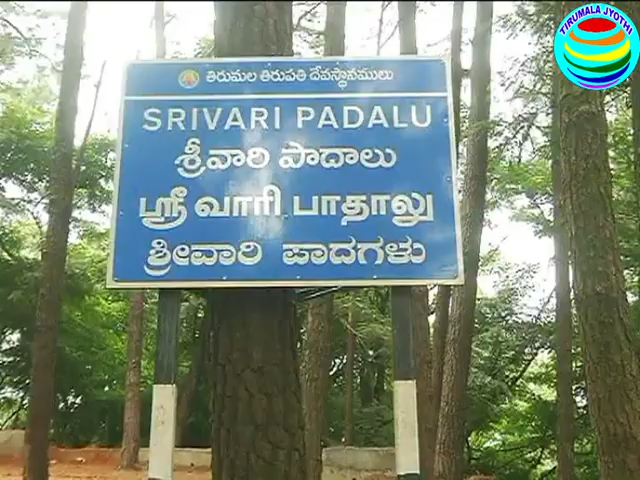 తిరుమల తిరుపతి దేవస్థానములు
SRIVARI PADALU
శ్రీవారి పాదాలు
ஸ்ரீ வாரி பாதாலு
ಶ್ರೀವಾರಿ ಪಾದಗಳು
TIRUMALA JYOTHI